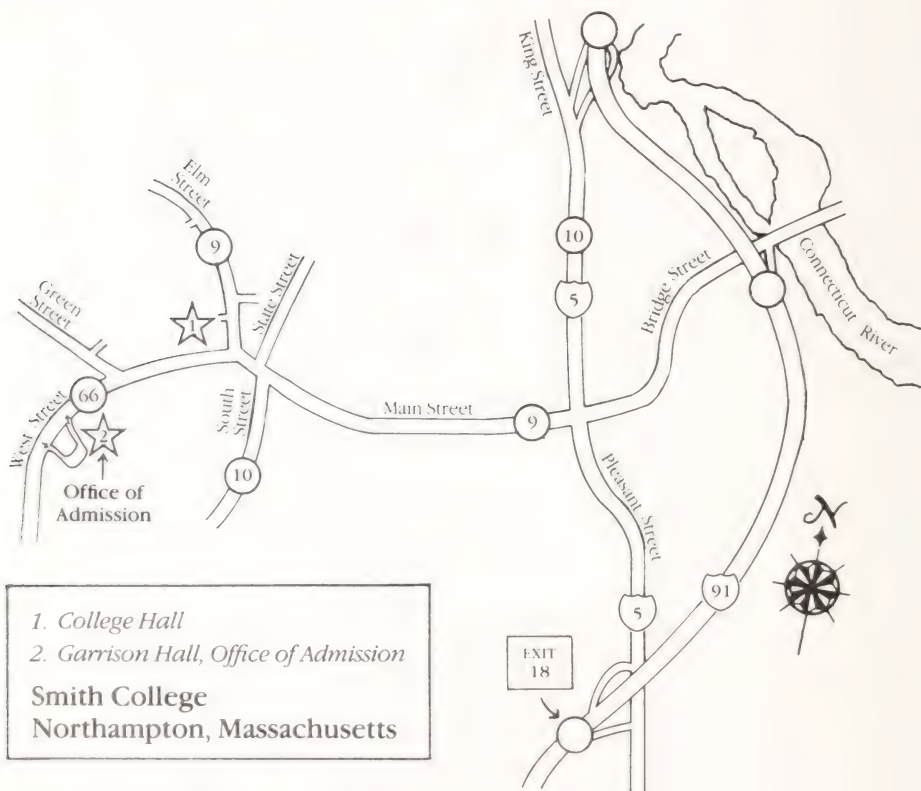 King Street
Elm
Street
9
10
State Street
Green
Street
1
5
Bridge Street
Connecticut River
66
West Street
South
Street
Main Street
9
2
10
Office of
Admission
Pleasant Street
N
91
5
EXIT
18
1. College Hall
2. Garrison Hall, Office of Admission
Smith College
Northampton, Massachusetts